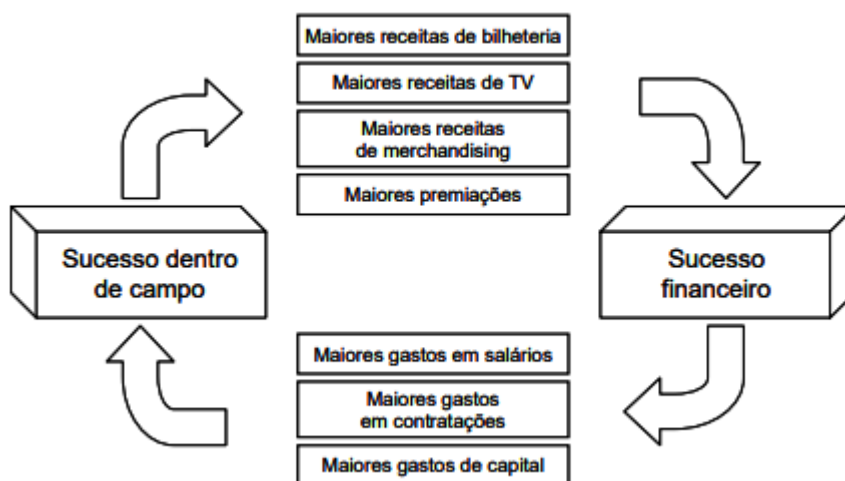 Maiores receitas de bilheteria
Maiores receitas de TV
Maiores receitas
de merchandising
Maiores premiações
Sucesso dentro
de campo
Sucesso
financeiro
Maiores gastos em salários
Maiores gastos
em contratações
Maiores gastos de capital